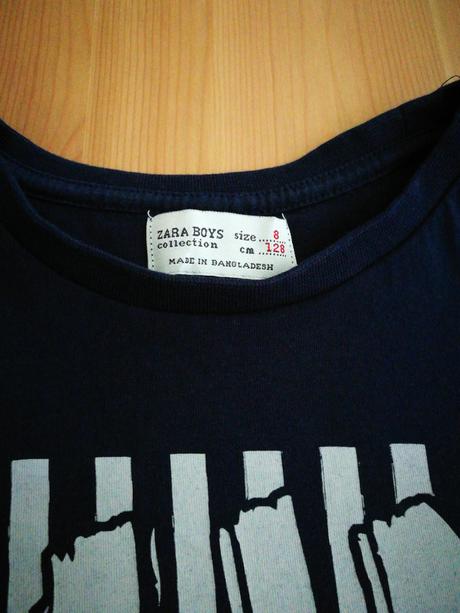 ZARA BOYS size 8
collection cm 128
MADE IN BANGLADESH